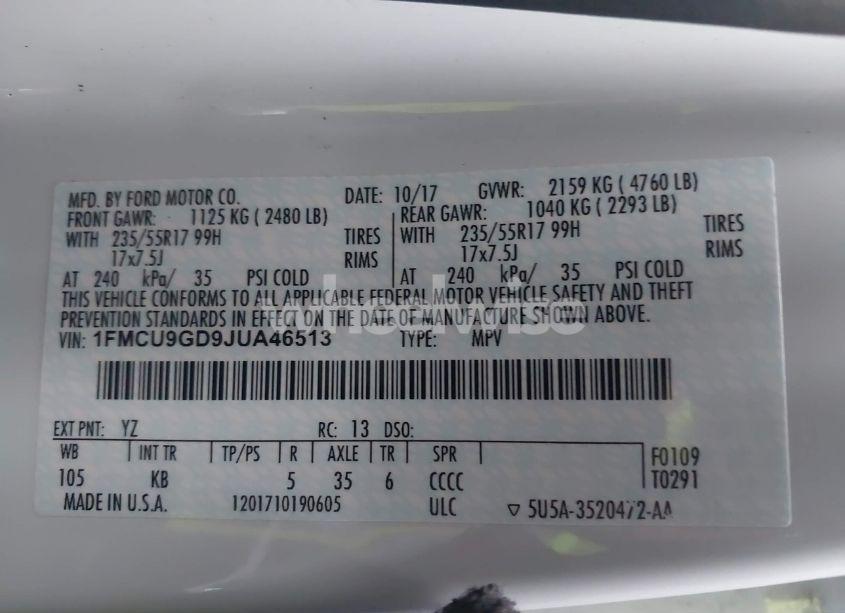 MFD. BY FORD MOTOR CO. DATE: 10/17 GVWR: 2159 KG ( 4760 LB)
FRONT GAWR: 1125 KG ( 2480 LB) REAR GAWR: 1040 KG ( 2293 LB)
WITH 235/55R17 99H TIRES WITH 235/55R17 99H TIRES
17x7.5J RIMS 17x7.5J RIMS
AT 240 kPa/ 35 PSI COLD AT 240 kPa/ 35 PSI COLD
THIS VEHICLE CONFORMS TO ALL APPLICABLE FEDERAL MOTOR VEHICLE SAFETY AND THEFT
PREVENTION STANDARDS IN EFFECT ON THE DATE OF MANUFACTURE SHOWN ABOVE.
VIN: 1FMCU9GD9JUA46513 TYPE: MPV
EXT PNT: YZ RC: 13 DSO:
WB INT TR TP/PS R AXLE TR SPR F0109
105 KB 5 35 6 CCCC T0291
MADE IN U.S.A. 1201710190605 ULC ▽ 5U5A-3520472-AA